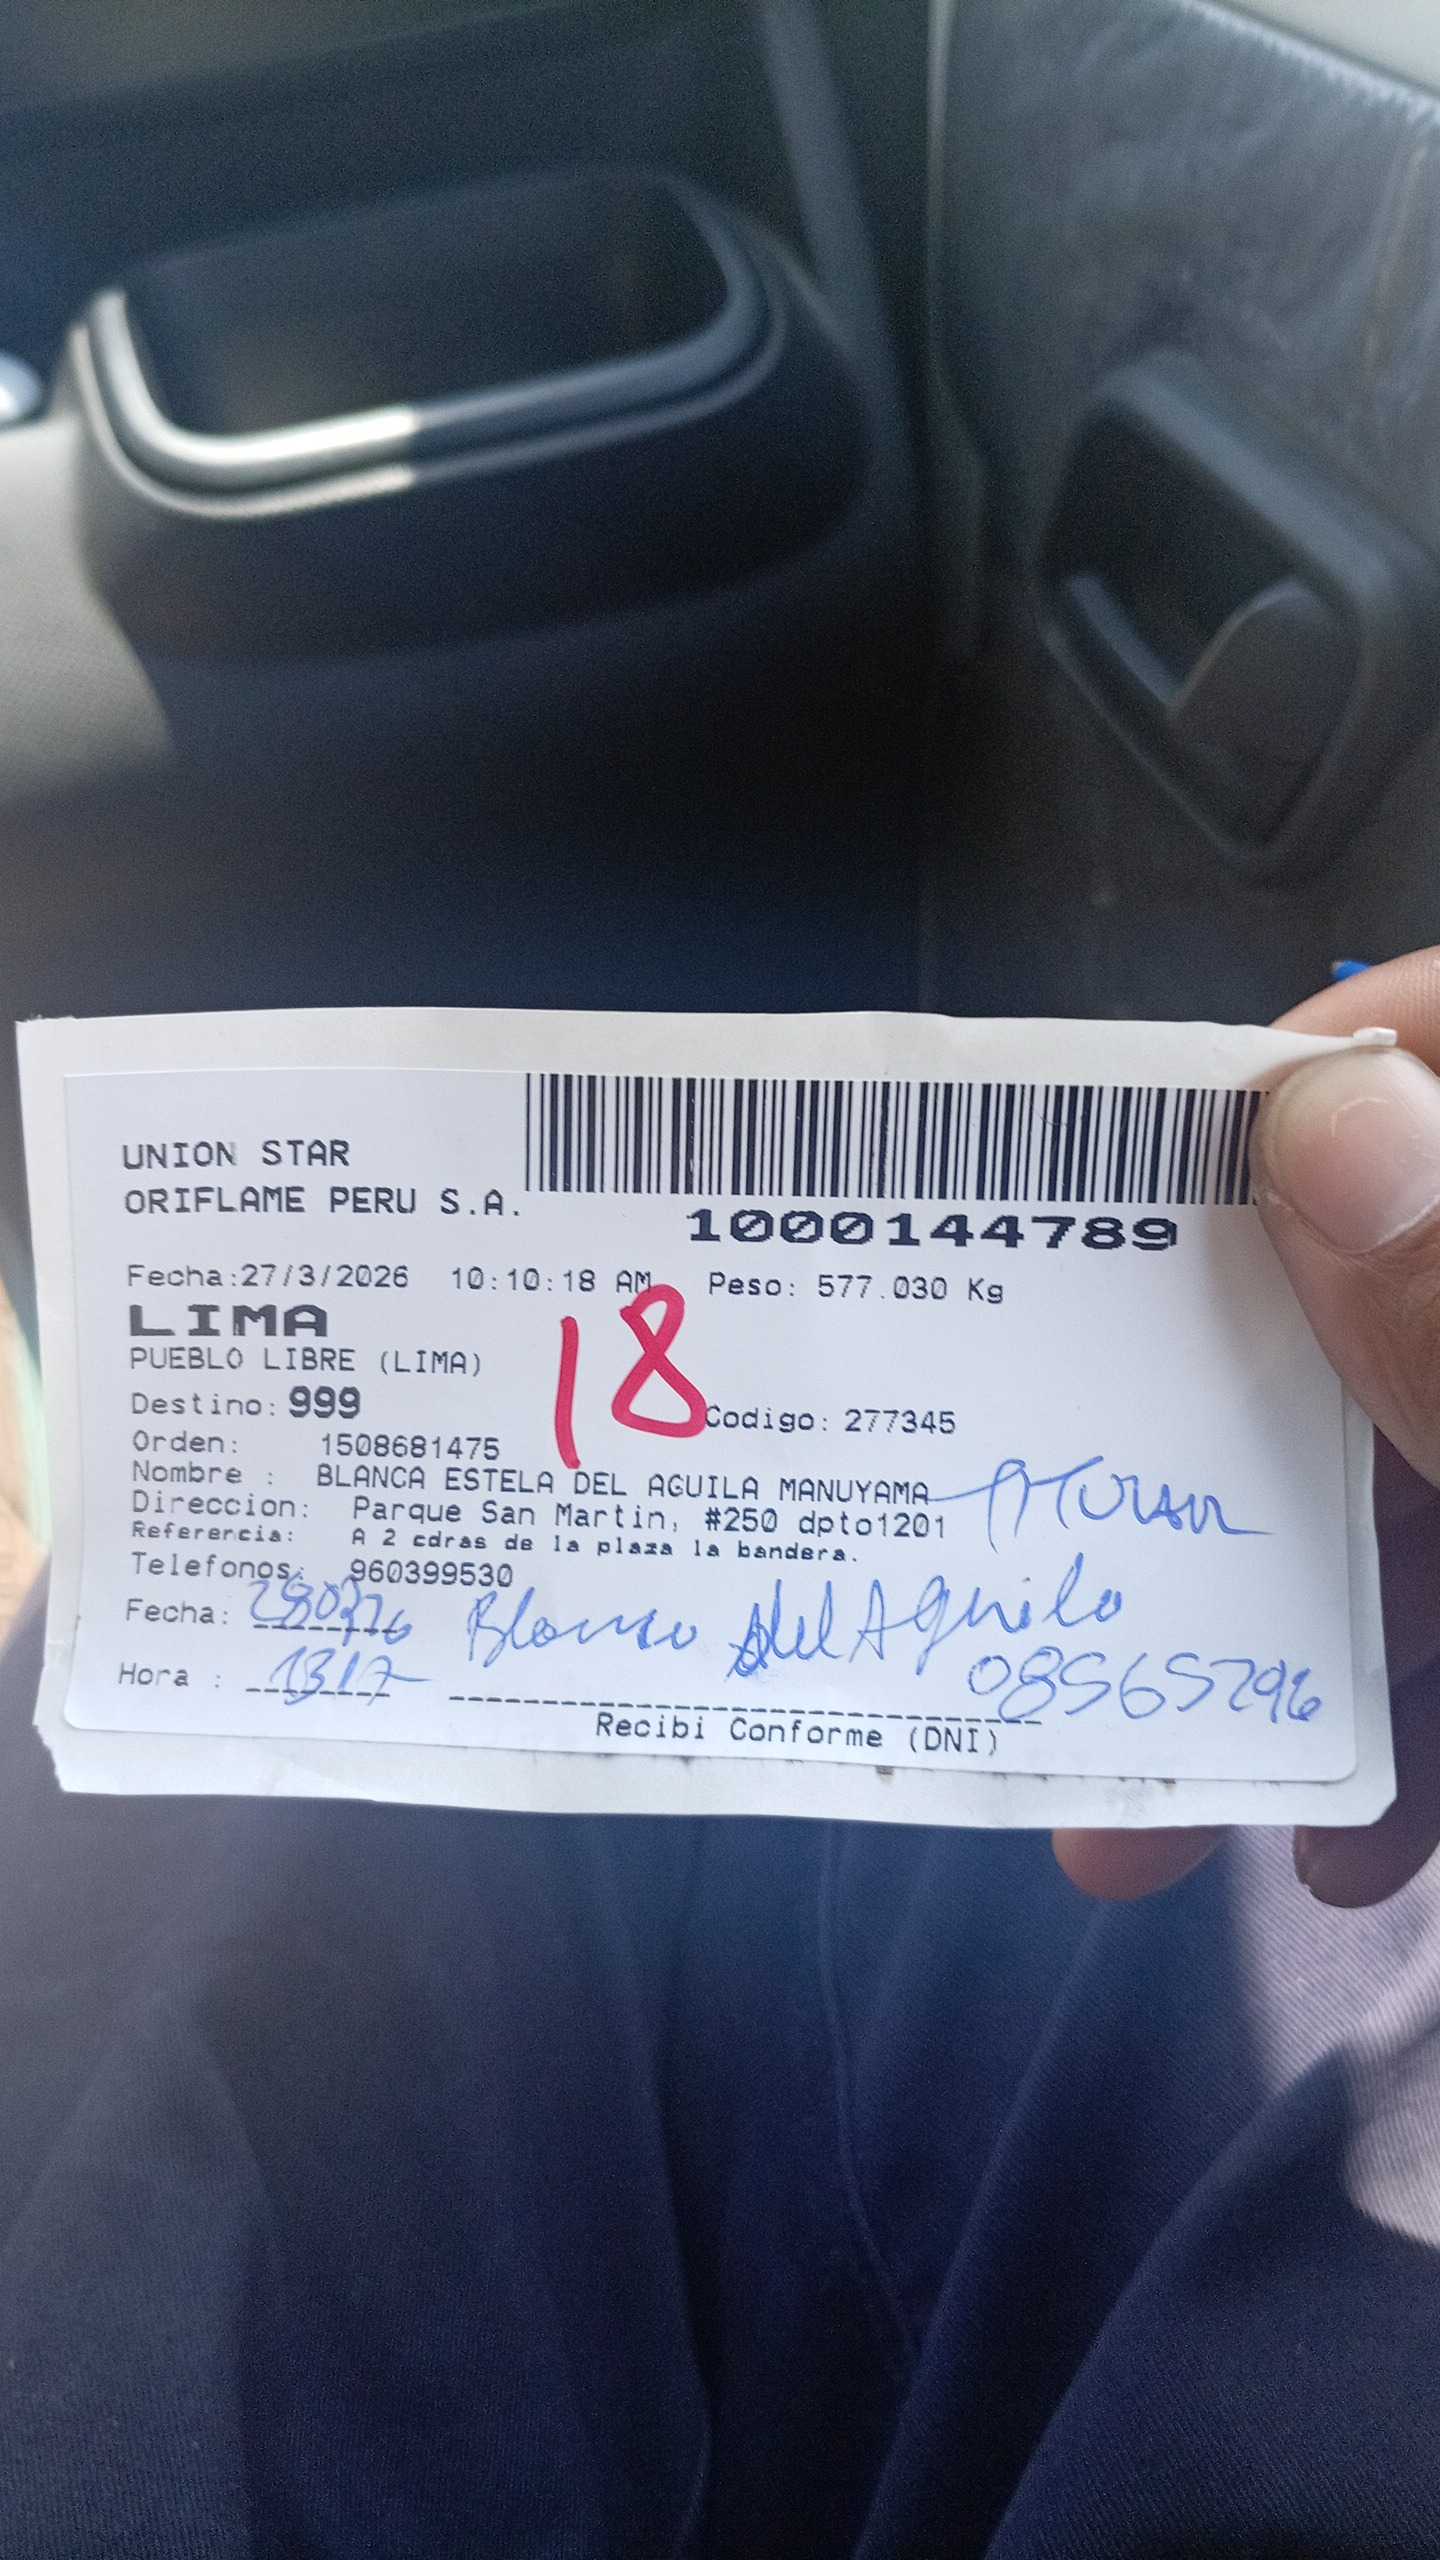 UNION STAR
ORIFLAME PERU S.A.
1000144789
Fecha:27/3/2026 10:10:18 AM Peso: 577.030 Kg
LIMA
18
PUEBLO LIBRE (LIMA)
Destino: 999 Codigo: 277345
Orden: 1508681475
Nombre : BLANCA ESTELA DEL AGUILA MANUYAMA
Direccion: Parque San Martin, #250 dpto1201
Referencia: A 2 cdras de la plaza la bandera.
Telefonos: 960399530
Fecha: 280326 Blanca del Aguila
Hora : 1317 08565296
Recibi Conforme (DNI)